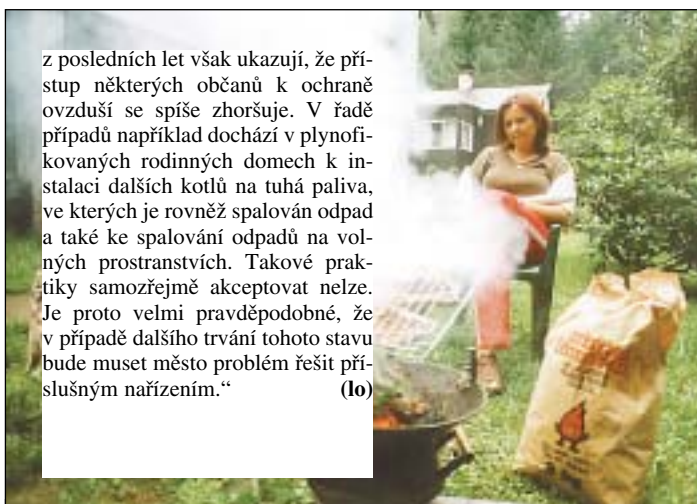 z posledních let však ukazují, že pří-
stup některých občanů k ochraně
ovzduší se spíše zhoršuje. V řadě
případů například dochází v plynofi-
kovaných rodinných domech k in-
stalaci dalších kotlů na tuhá paliva,
ve kterých je rovněž spalován odpad
a také ke spalování odpadů na vol-
ných prostranstvích. Takové prak-
tiky samozřejmě akceptovat nelze.
Je proto velmi pravděpodobné, že
v případě dalšího trvání tohoto stavu
bude muset město problém řešit pří-
slušným nařízením.“ (lo)